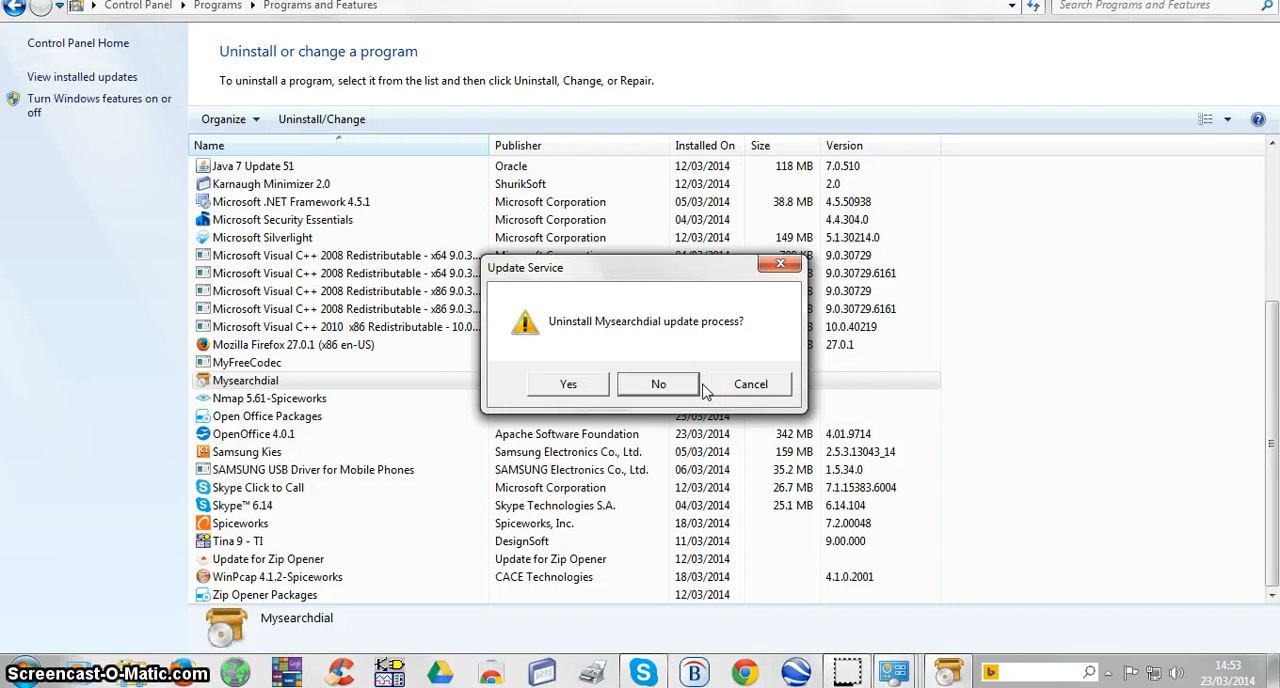 Control Panel Programs Programs and Features Search Programs and Features
Control Panel Home
View installed updates
Turn Windows features on or
off
Uninstall or change a program
To uninstall a program, select it from the list and then click Uninstall, Change, or Repair.
Organize Uninstall/Change
Name Publisher Installed On Size Version
Java 7 Update 51 Oracle 12/03/2014 118 MB 7.0.510
Karnaugh Minimizer 2.0 ShurikSoft 12/03/2014 2.0
Microsoft .NET Framework 4.5.1 Microsoft Corporation 05/03/2014 38.8 MB 4.5.50938
Microsoft Security Essentials Microsoft Corporation 04/03/2014 4.4.304.0
Microsoft Silverlight Microsoft Corporation 12/03/2014 149 MB 5.1.30214.0
Microsoft Visual C++ 2008 Redistributable - x64 9.0.3... 9.0.30729
Microsoft Visual C++ 2008 Redistributable - x64 9.0.3... 9.0.30729.6161
Microsoft Visual C++ 2008 Redistributable - x86 9.0.3... 9.0.30729
Microsoft Visual C++ 2008 Redistributable - x86 9.0.3... 9.0.30729.6161
Microsoft Visual C++ 2010 x86 Redistributable - 10.0.... 10.0.40219
Mozilla Firefox 27.0.1 (x86 en-US) 27.0.1
MyFreeCodec
Mysearchdial
Nmap 5.61-Spiceworks
Open Office Packages 23/03/2014
OpenOffice 4.0.1 Apache Software Foundation 23/03/2014 342 MB 4.01.9714
Samsung Kies Samsung Electronics Co., Ltd. 05/03/2014 159 MB 2.5.3.13043_14
SAMSUNG USB Driver for Mobile Phones SAMSUNG Electronics Co., Ltd. 06/03/2014 35.2 MB 1.5.34.0
Skype Click to Call Microsoft Corporation 12/03/2014 26.7 MB 7.1.15383.6004
Skype™ 6.14 Skype Technologies S.A. 04/03/2014 25.1 MB 6.14.104
Spiceworks Spiceworks, Inc. 18/03/2014 7.2.00048
Tina 9 - TI DesignSoft 11/03/2014 9.00.000
Update for Zip Opener Update for Zip Opener 12/03/2014
WinPcap 4.1.2-Spiceworks CACE Technologies 18/03/2014 4.1.0.2001
Zip Opener Packages 12/03/2014
Update Service
Uninstall Mysearchdial update process?
Yes No Cancel
Mysearchdial
Screencast-O-Matic.com
14:53
23/03/2014